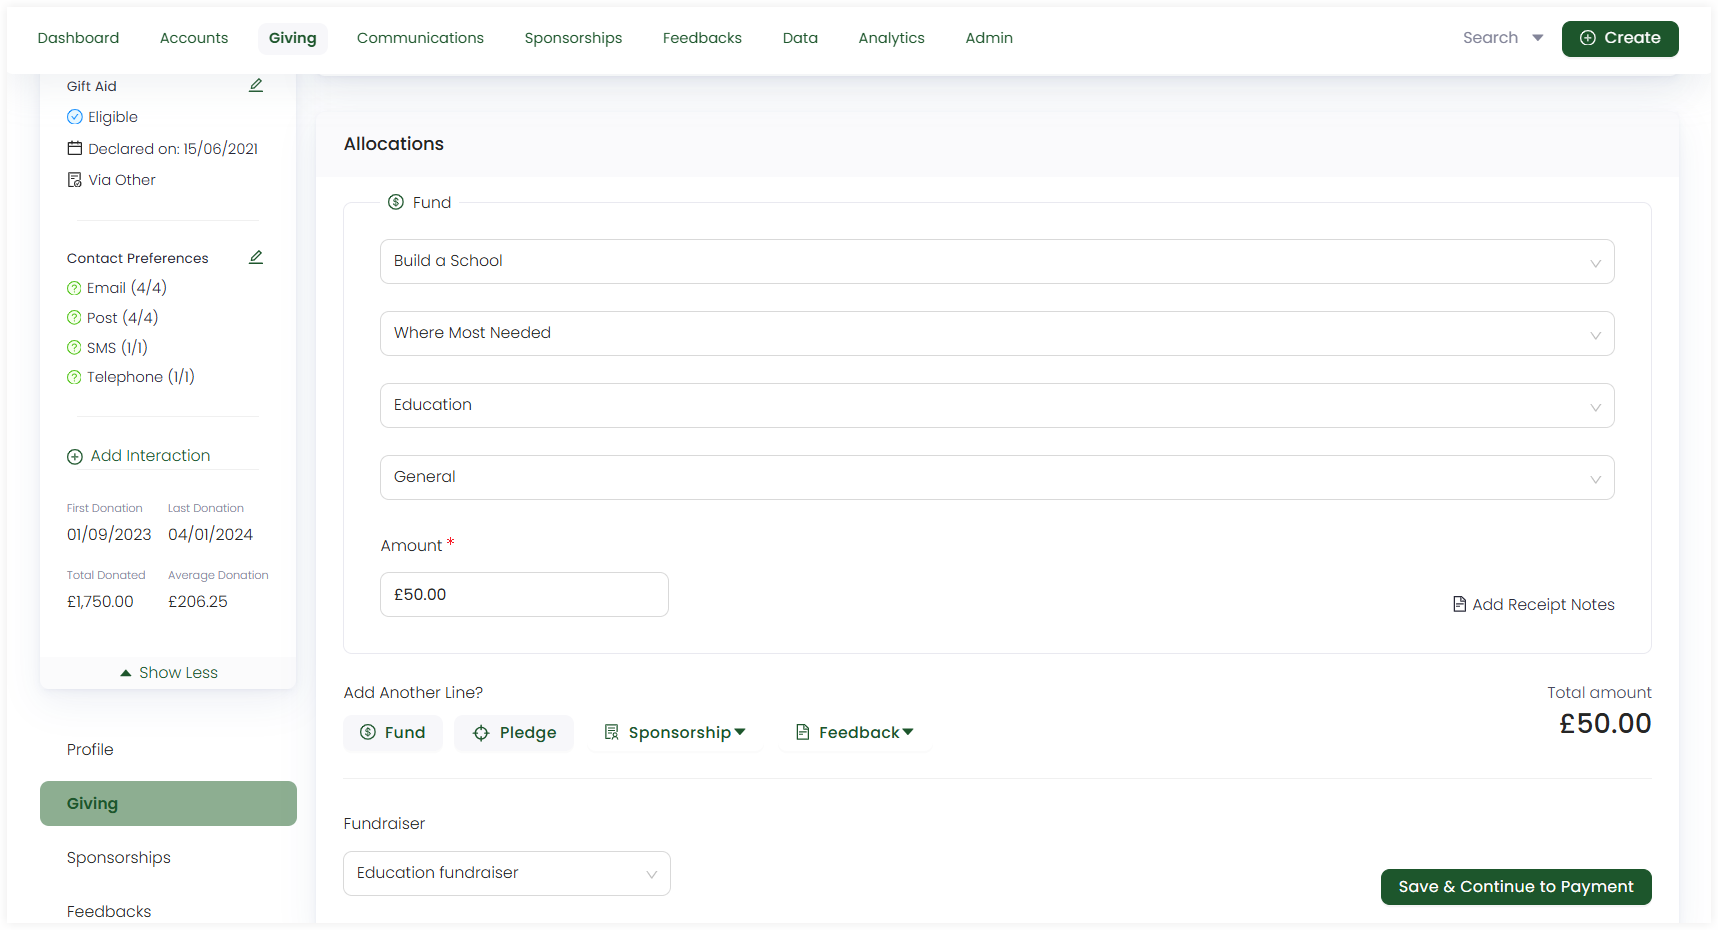 Dashboard Accounts Giving Communications Sponsorships Feedbacks Data Analytics Admin Search Create
Gift Aid
Eligible
Declared on: 15/06/2021
Via Other
Contact Preferences
Email (4/4)
Post (4/4)
SMS (1/1)
Telephone (1/1)
Add Interaction
First Donation Last Donation
01/09/2023 04/01/2024
Total Donated Average Donation
£1,750.00 £206.25
Show Less
Profile
Giving
Sponsorships
Feedbacks
Allocations
Fund
Build a School
Where Most Needed
Education
General
Amount *
£50.00
Add Receipt Notes
Add Another Line?
Fund Pledge Sponsorship Feedback
Total amount
£50.00
Fundraiser
Education fundraiser
Save & Continue to Payment